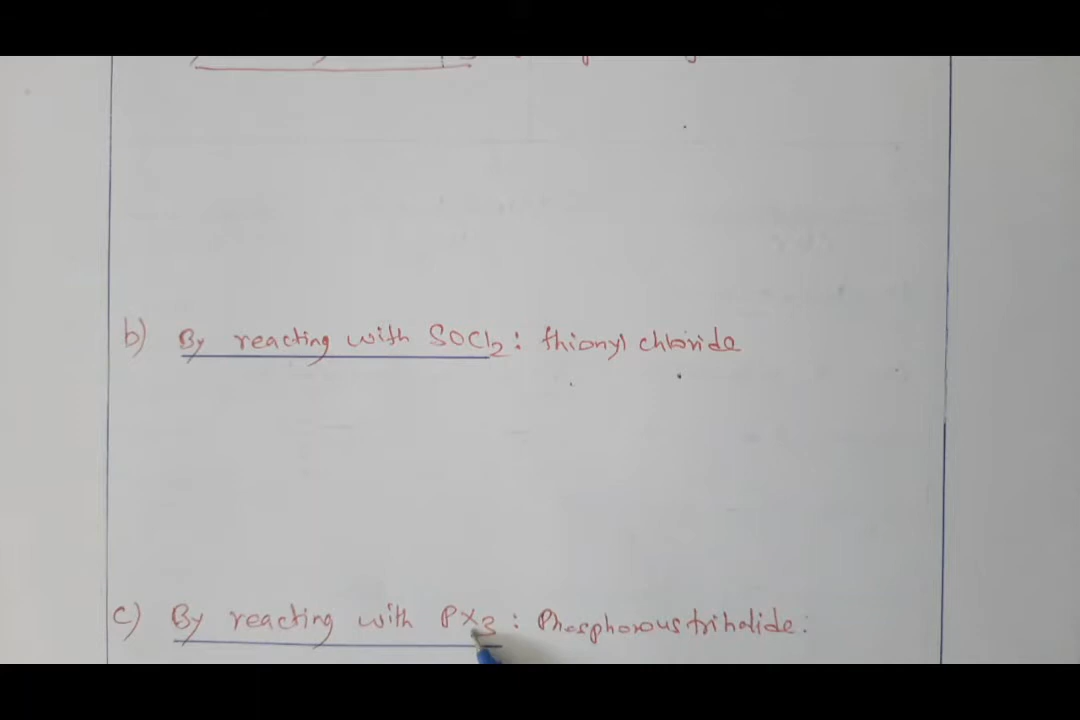 b) By reacting with SOCl2: thionyl chloride
c) By reacting with PX3: Phosphorous trihalide: